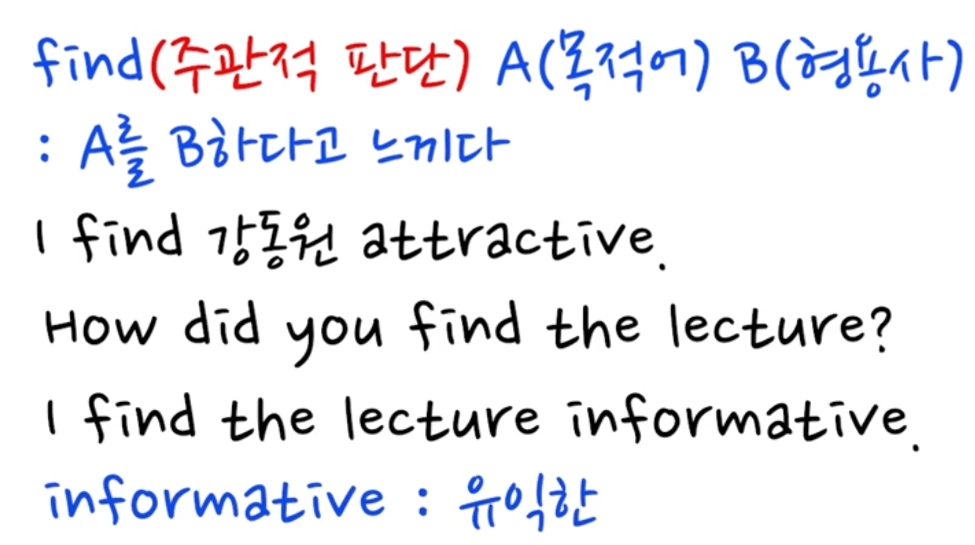 find(주관적 판단) A(목적어) B(형용사)
: A를 B하다고 느끼다
I find 강동원 attractive.
How did you find the lecture?
I find the lecture informative.
informative : 유익한